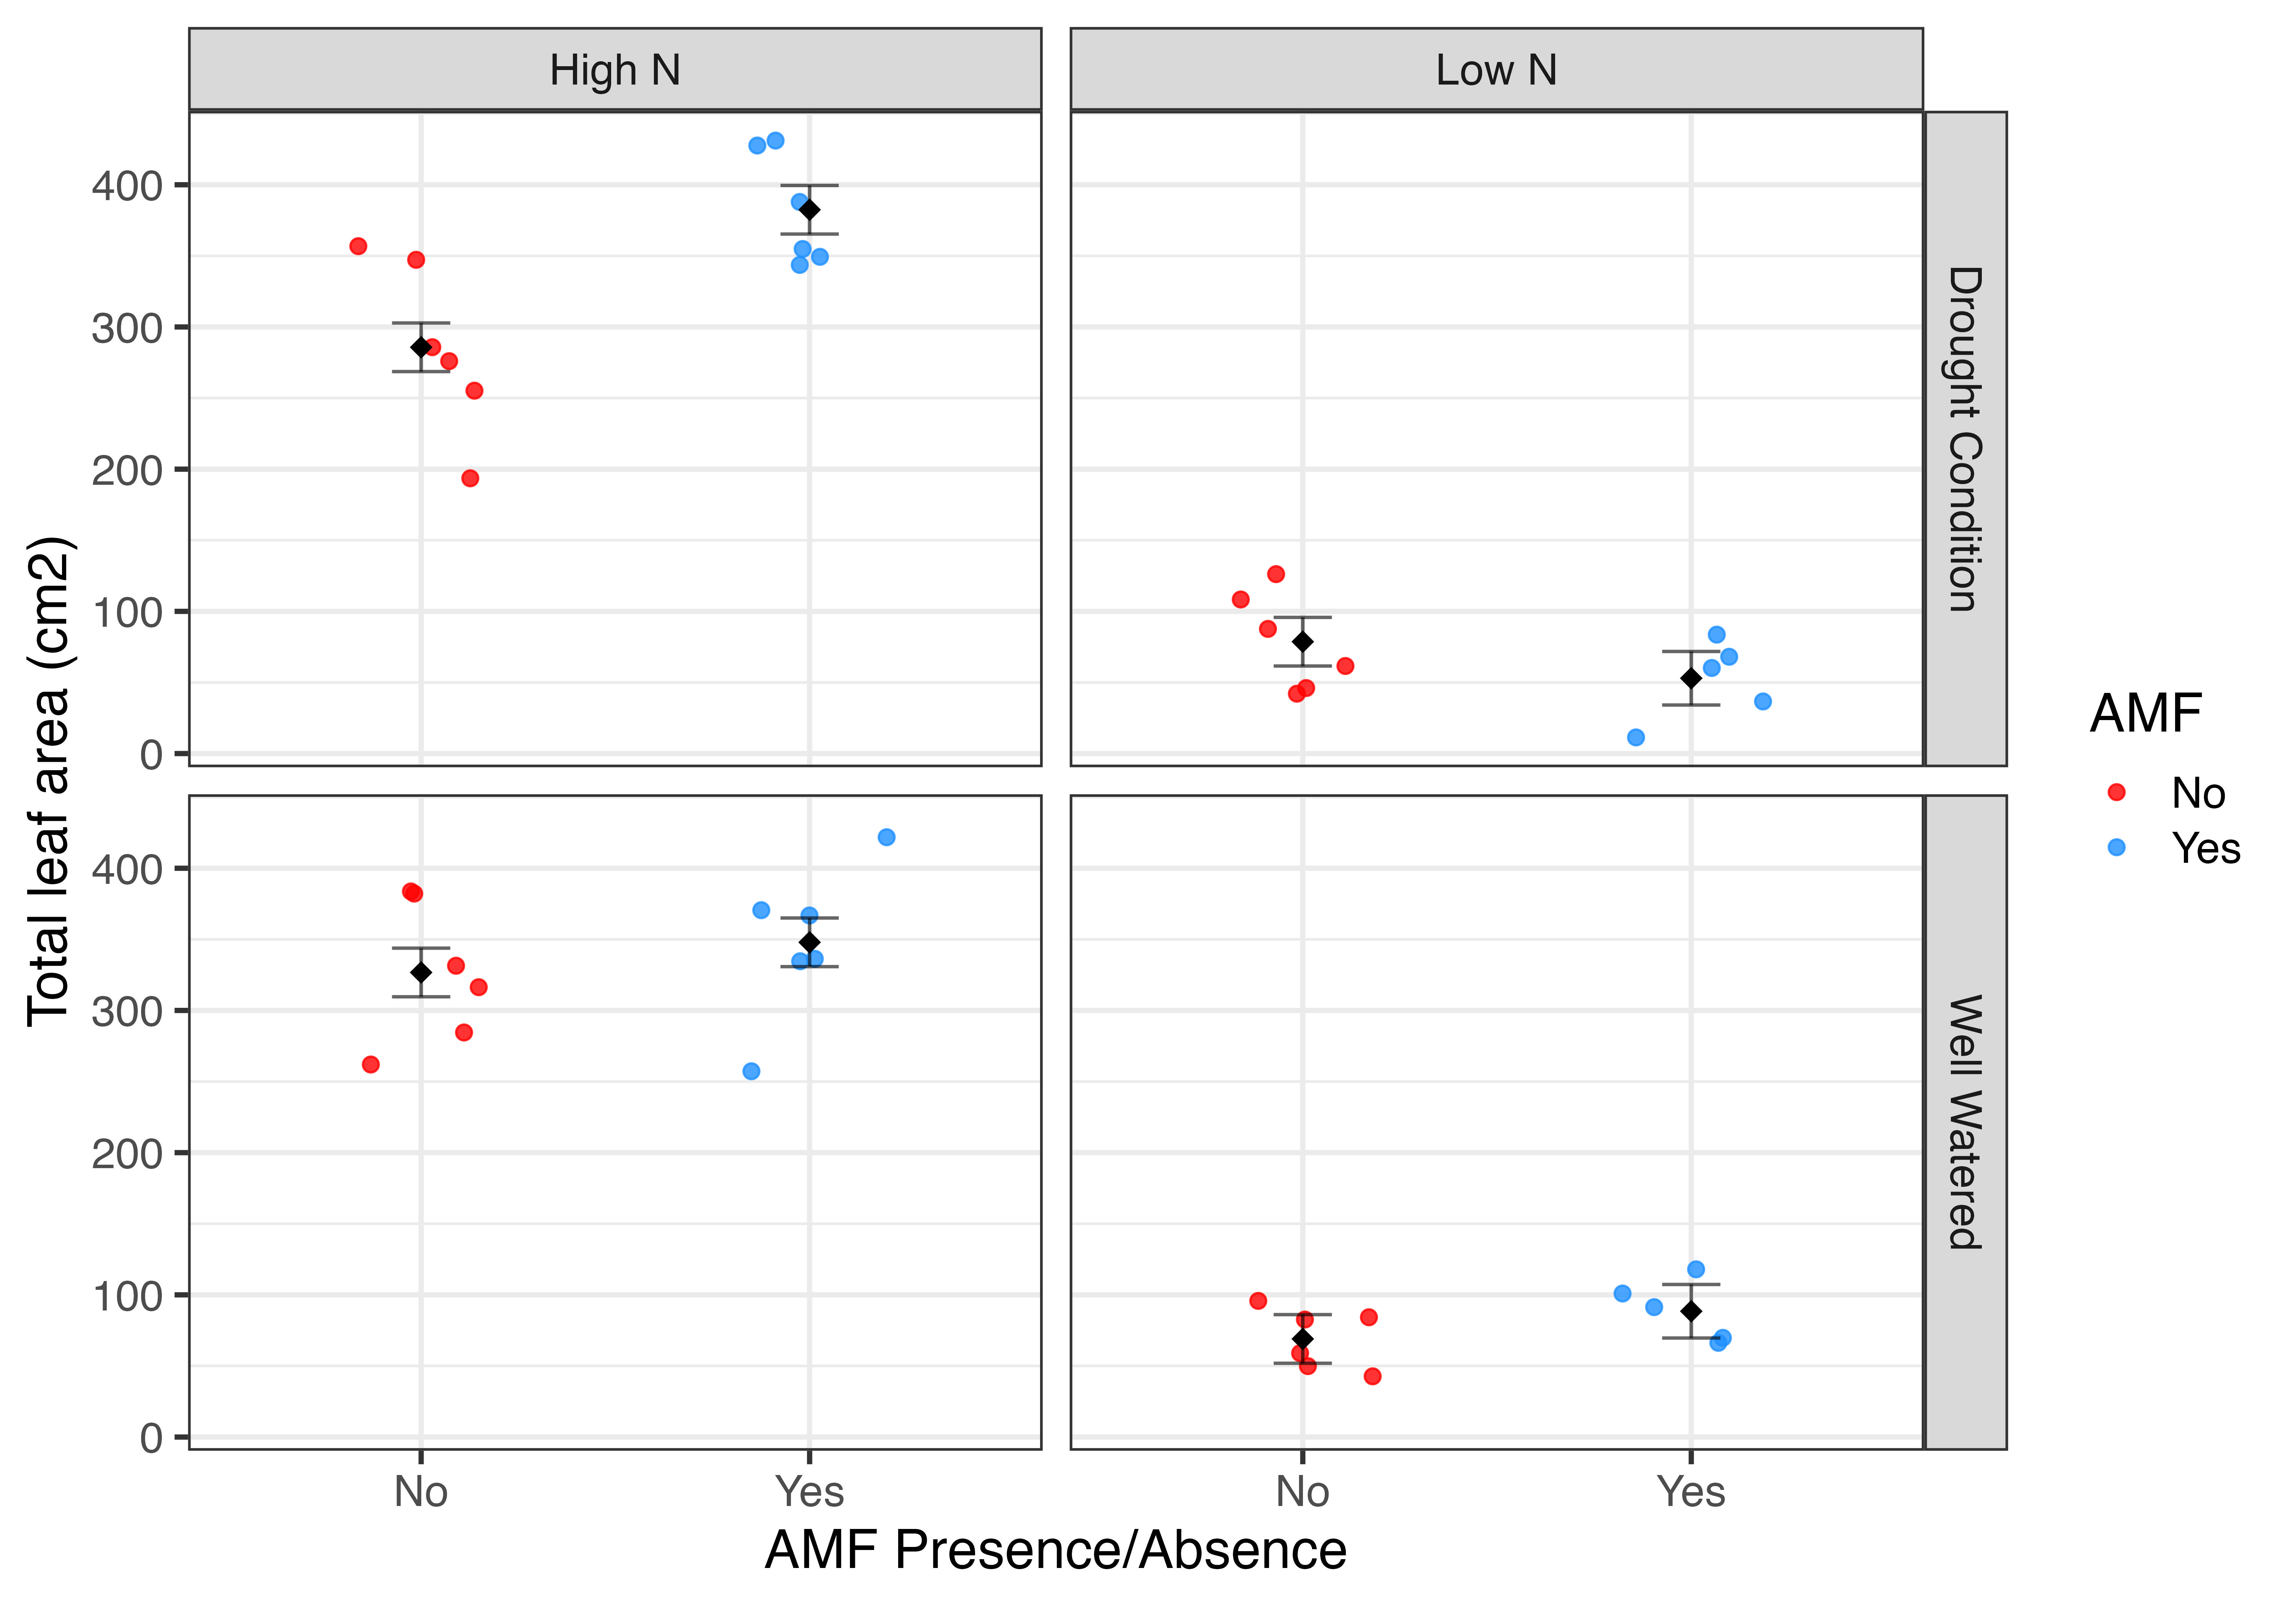 High N
Low N
Total leaf area (cm2)
400
300
200
100
0
Drought Condition
400
300
200
100
0
Well Watered
No
Yes
No
Yes
AMF Presence/Absence
AMF
No
Yes